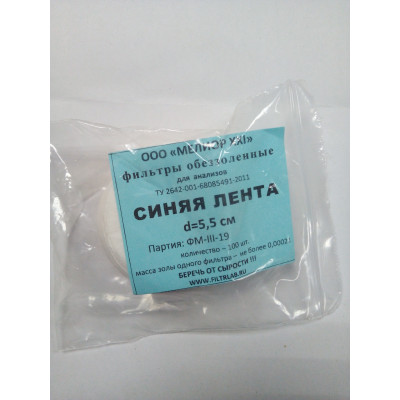 ООО «МЕЛИОР XXI»
фильтры обеззоленные
для анализов
ТУ 2642-001-68085491-2011
СИНЯЯ ЛЕНТА
d=5,5 см
Партия: ФМ-III-19
количество – 100 шт.
масса золы одного фильтра – не более 0,0002
БЕРЕЧЬ ОТ СЫРОСТИ !!!
WWW.FILTRLAB.RU